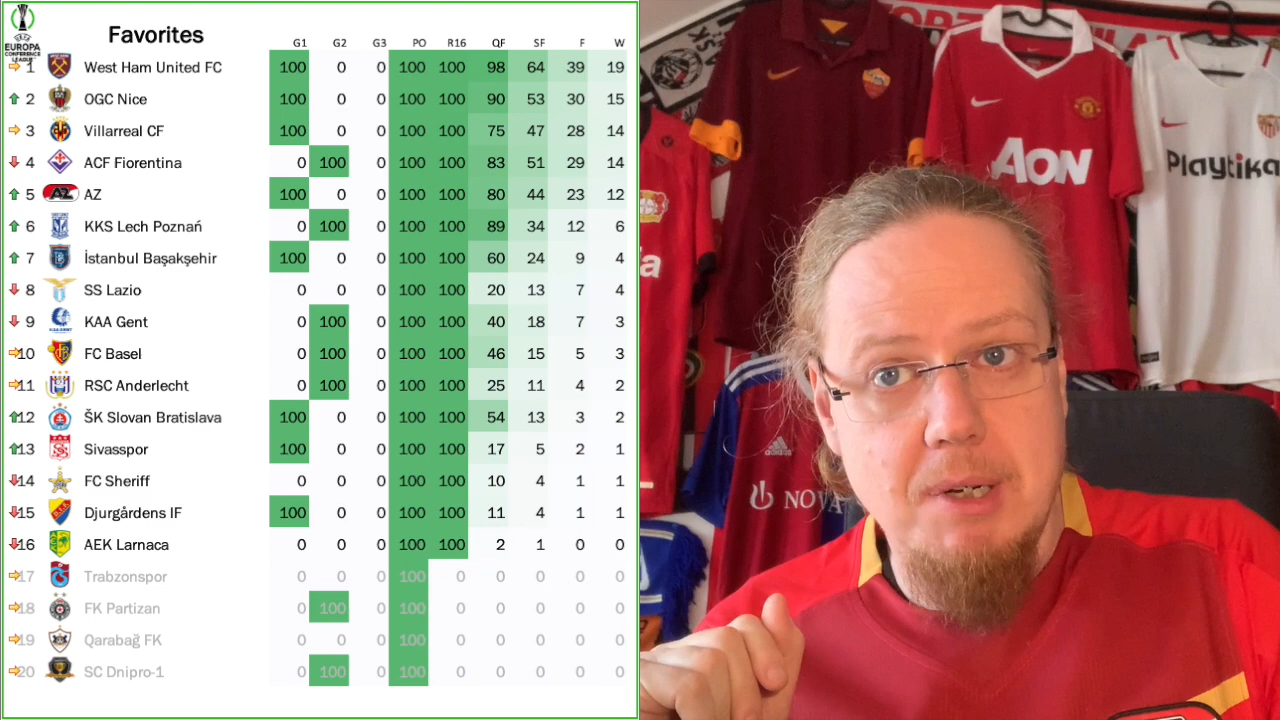 UEFA
EUROPA
CONFERENCE
LEAGUE
Favorites
G1 G2 G3 PO R16 QF SF F W
1 West Ham United FC 100 0 0 100 100 98 64 39 19
2 OGC Nice 100 0 0 100 100 90 53 30 15
3 Villarreal CF 100 0 0 100 100 75 47 28 14
4 ACF Fiorentina 0 100 0 100 100 83 51 29 14
5 AZ AZ 100 0 0 100 100 80 44 23 12
6 KKS Lech Poznań 0 100 0 100 100 89 34 12 6
7 İstanbul Başakşehir 100 0 0 100 100 60 24 9 4
8 SS Lazio 0 0 0 100 100 20 13 7 4
9 KAA Gent 0 100 0 100 100 40 18 7 3
10 FC Basel 0 100 0 100 100 46 15 5 3
11 RSC Anderlecht 0 100 0 100 100 25 11 4 2
12 ŠK Slovan Bratislava 100 0 0 100 100 54 13 3 2
13 Sivasspor 100 0 0 100 100 17 5 2 1
14 FC Sheriff 0 0 0 100 100 10 4 1 1
15 Djurgårdens IF 100 0 0 100 100 11 4 1 1
16 AEK Larnaca 0 0 0 100 100 2 1 0 0
17 Trabzonspor 0 0 0 100 0 0 0 0 0
18 FK Partizan 0 100 0 100 0 0 0 0 0
19 Qarabağ FK 0 0 0 100 0 0 0 0 0
20 SC Dnipro-1 0 100 0 100 0 0 0 0 0
AON
Playtika
adidas
NOVA